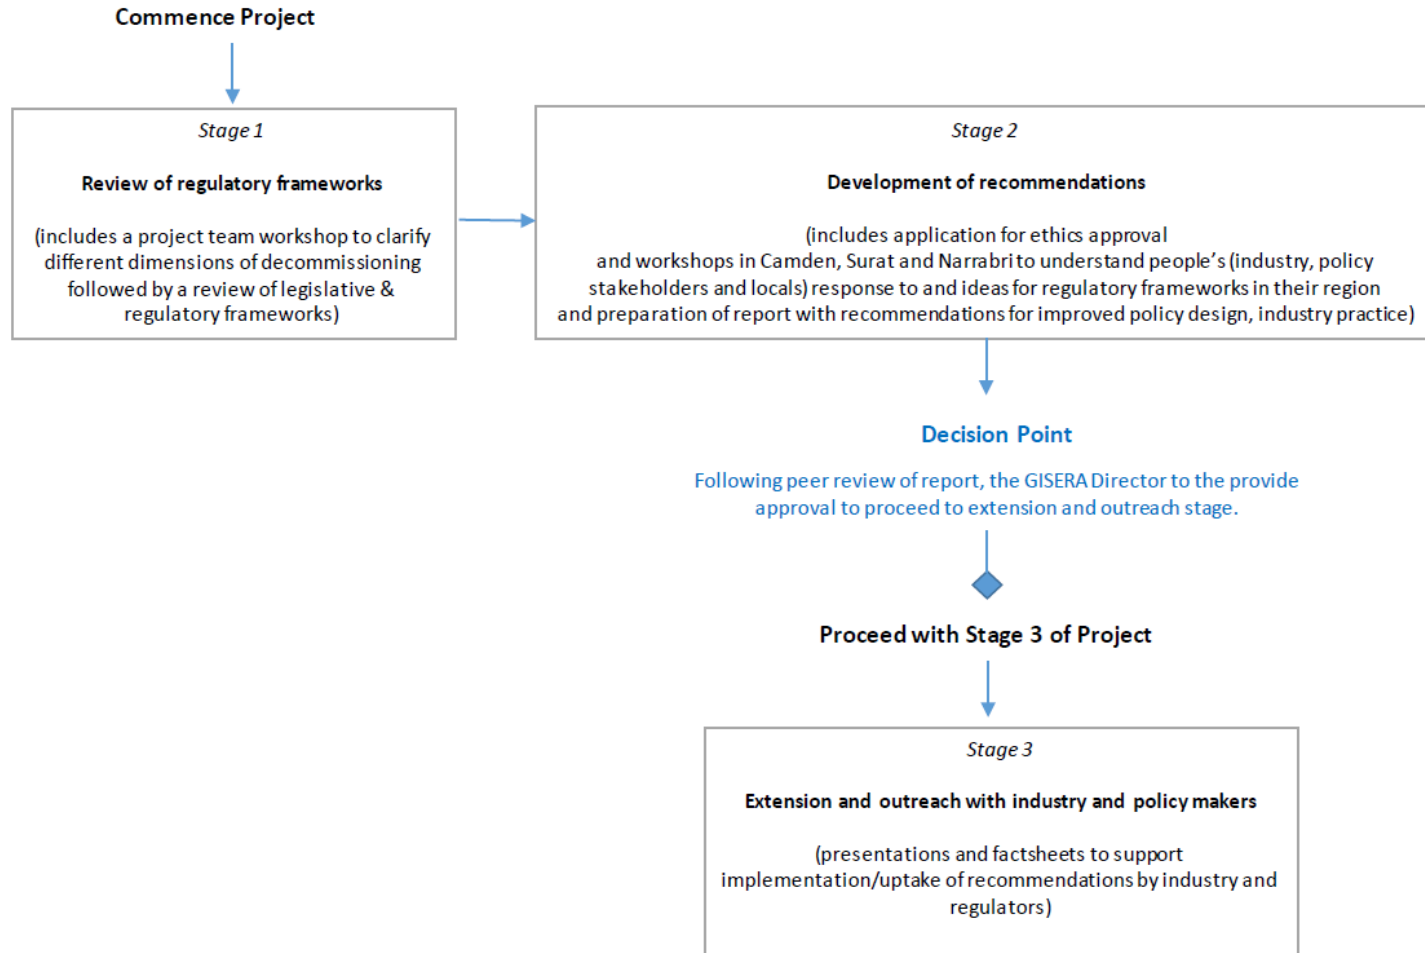 Commence Project
Stage 1
Review of regulatory frameworks
(includes a project team workshop to clarify
different dimensions of decommissioning
followed by a review of legislative &
regulatory frameworks)
Stage 2
Development of recommendations
(includes application for ethics approval
and workshops in Camden, Surat and Narrabri to understand people's (industry, policy
stakeholders and locals) response to and ideas for regulatory frameworks in their region
and preparation of report with recommendations for improved policy design, industry practice)
Decision Point
Following peer review of report, the GISERA Director to the provide
approval to proceed to extension and outreach stage.
Proceed with Stage 3 of Project
Stage 3
Extension and outreach with industry and policy makers
(presentations and factsheets to support
implementation/uptake of recommendations by industry and
regulators)